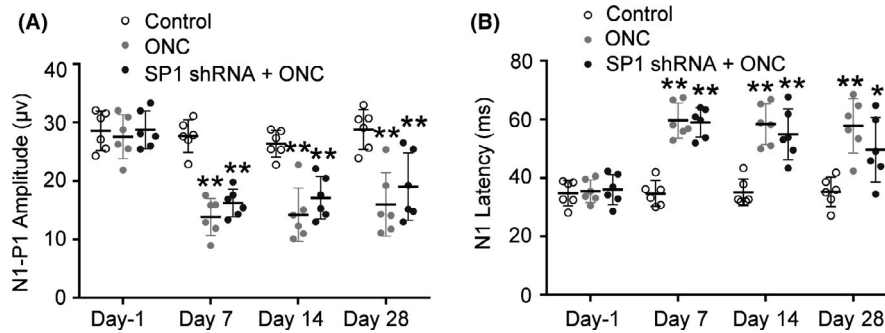 (A)
Control
ONC
SP1 shRNA + ONC
N1-P1 Amplitude (μv)
40
30
20
10
0
** **
** **
** **
Day-1 Day 7 Day 14 Day 28
(B)
Control
ONC
SP1 shRNA + ONC
N1 Latency (ms)
80
60
40
20
0
** **
** **
** *
Day-1 Day 7 Day 14 Day 28